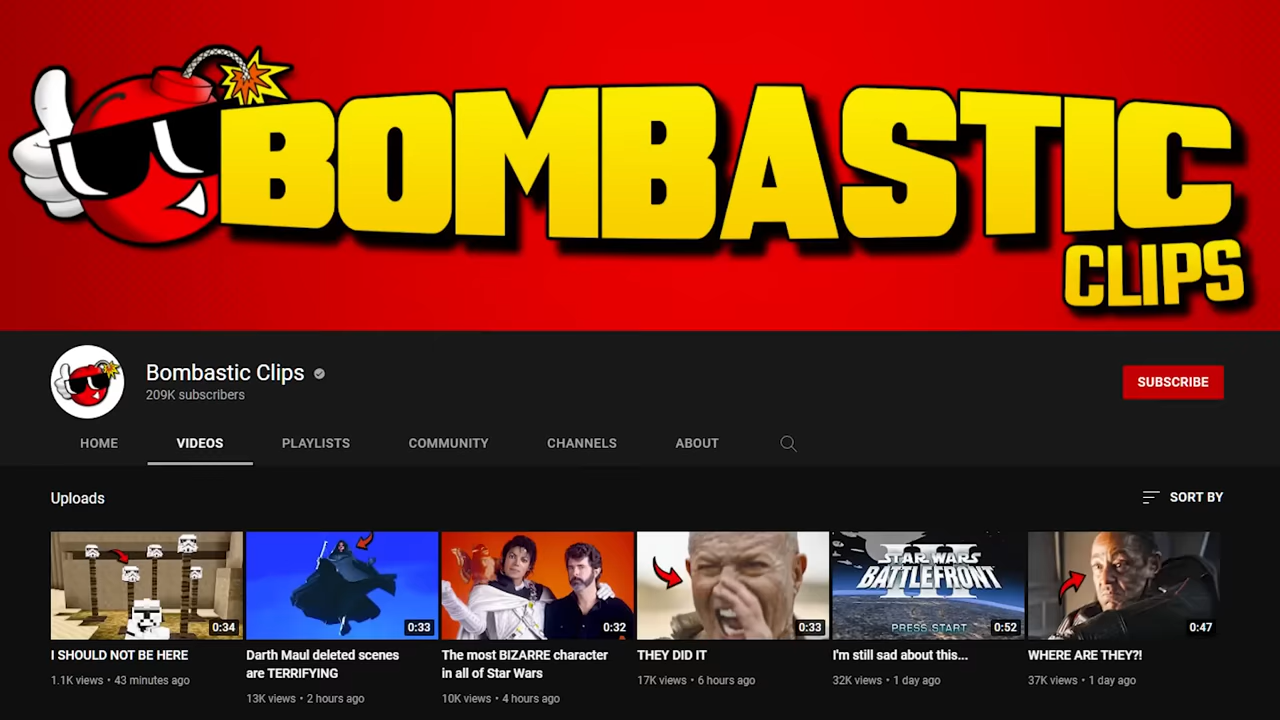 BOMBASTIC
CLIPS
Bombastic Clips
209K subscribers
SUBSCRIBE
HOME VIDEOS PLAYLISTS COMMUNITY CHANNELS ABOUT
Uploads
SORT BY
STAR WARS
III
BATTLEFRONT
PRESS START
0:34 0:33 0:32 0:33 0:52 0:47
I SHOULD NOT BE HERE
1.1K views • 43 minutes ago
Darth Maul deleted scenes
are TERRIFYING
13K views • 2 hours ago
The most BIZARRE character
in all of Star Wars
10K views • 4 hours ago
THEY DID IT
17K views • 6 hours ago
I'm still sad about this...
32K views • 1 day ago
WHERE ARE THEY?!
37K views • 1 day ago